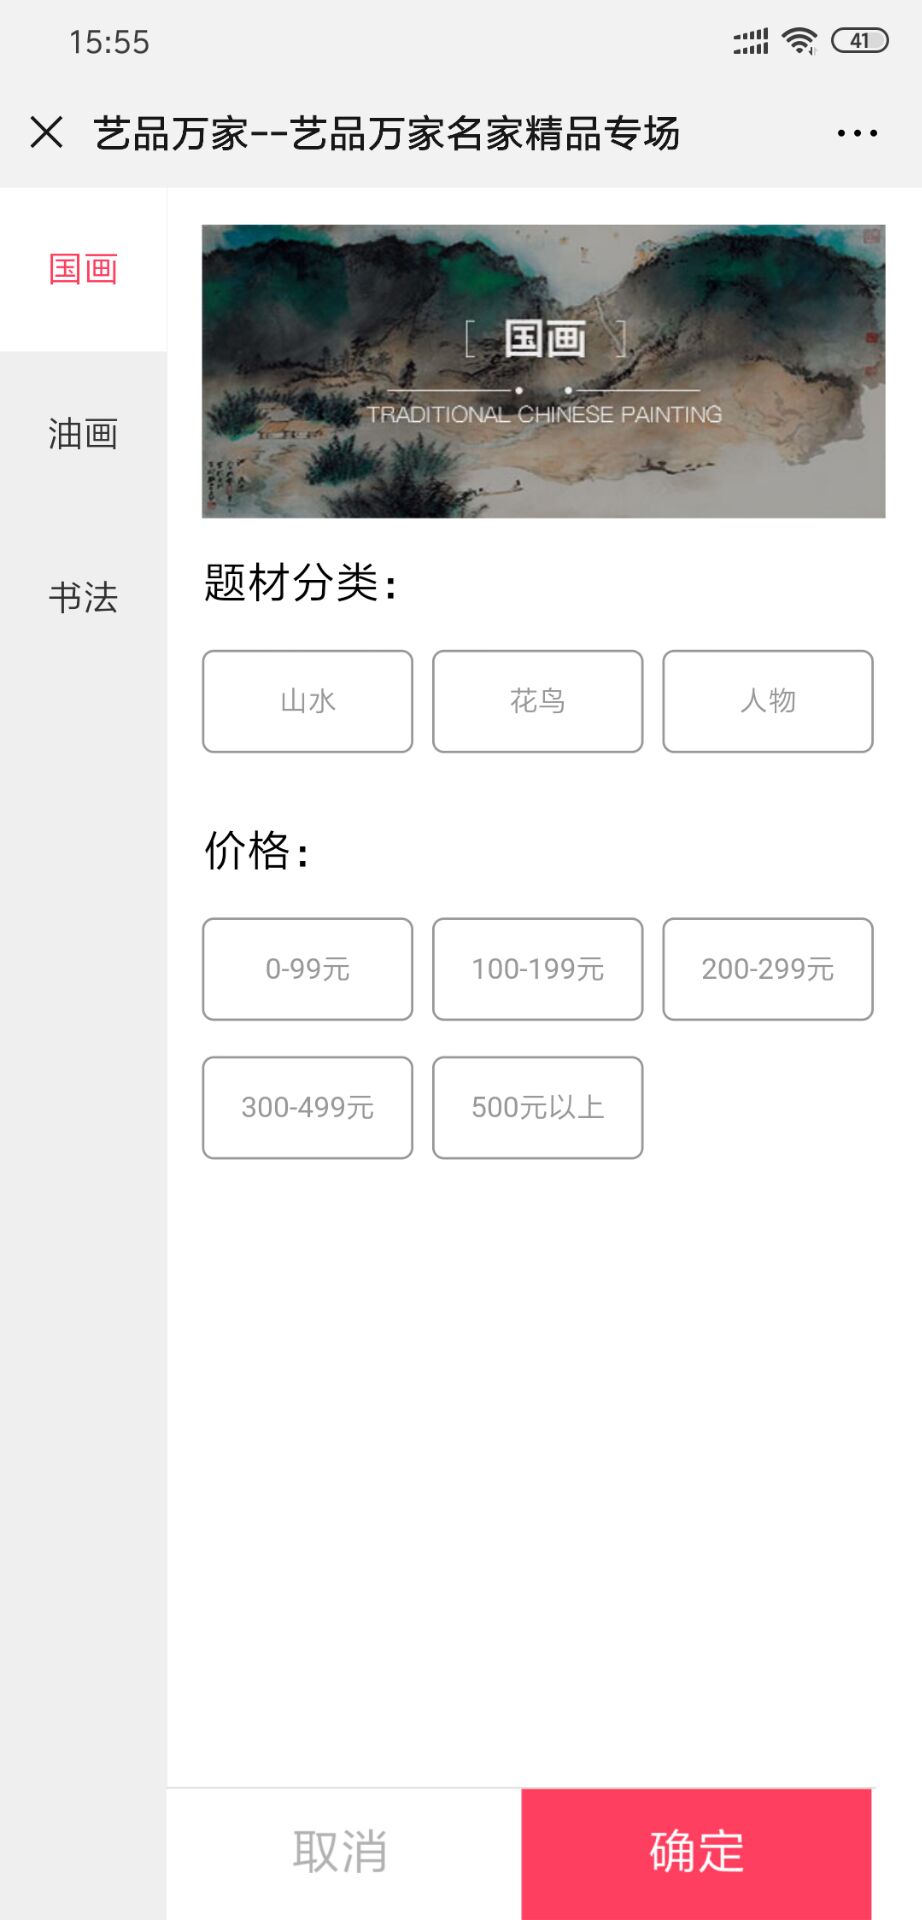 15:55
41
艺品万家--艺品万家名家精品专场
国画
油画
书法
国画
TRADITIONAL CHINESE PAINTING
题材分类：
山水
花鸟
人物
价格：
0-99元
100-199元
200-299元
300-499元
500元以上
取消
确定